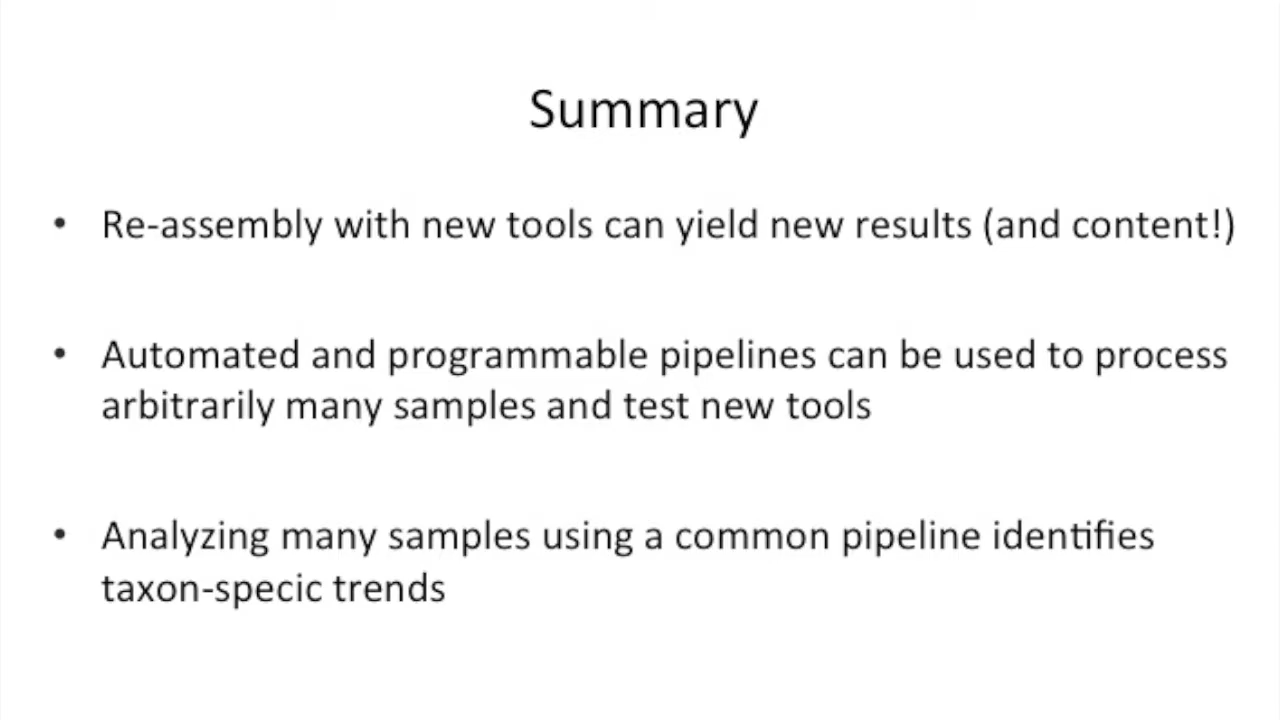 Summary
• Re-assembly with new tools can yield new results (and content!)
• Automated and programmable pipelines can be used to process
arbitrarily many samples and test new tools
• Analyzing many samples using a common pipeline identifies
taxon-specic trends